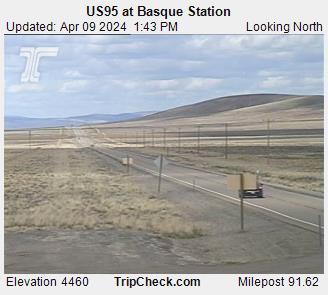 US95 at Basque Station
Updated: Apr 09 2024 1:43 PM Looking North
Elevation 4460 TripCheck.com Milepost 91.62